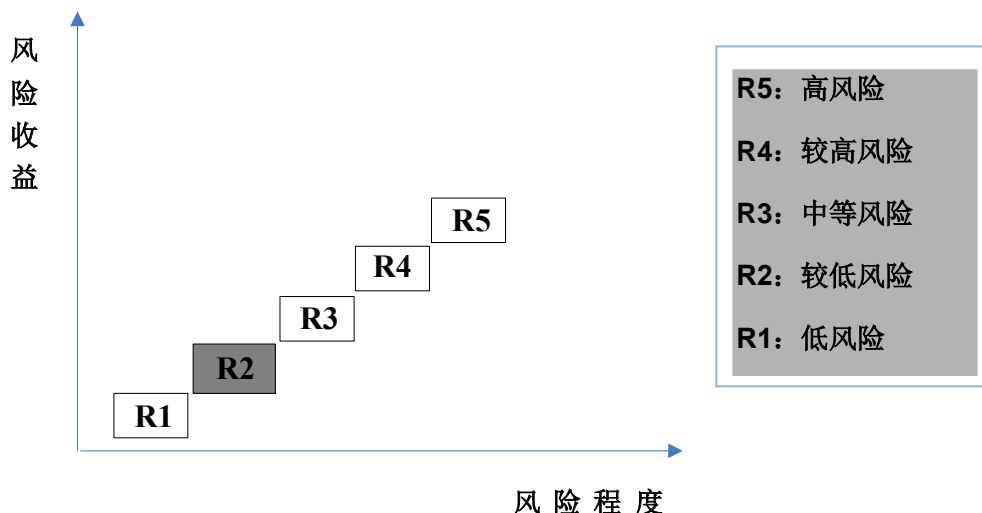 风险收益
R5
R4
R3
R2
R1
风险程度
R5：高风险
R4：较高风险
R3：中等风险
R2：较低风险
R1：低风险